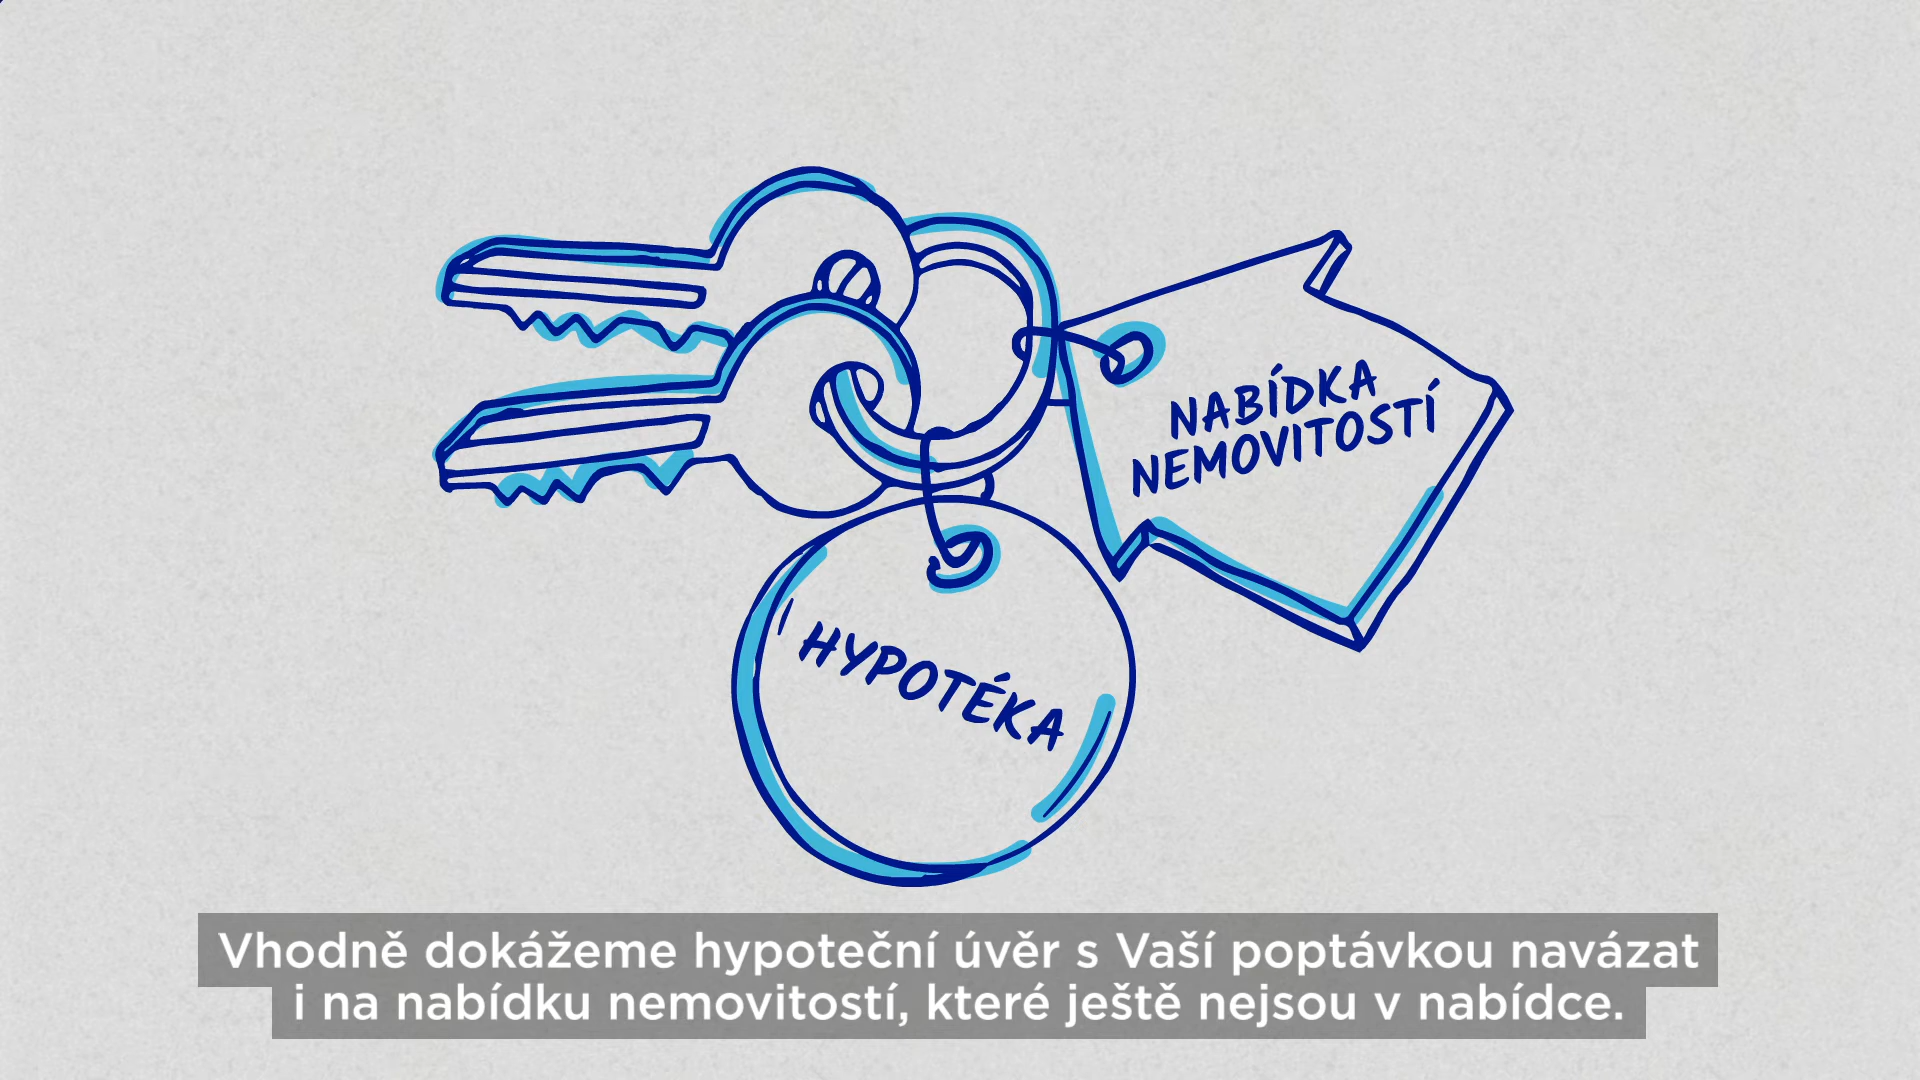 NABÍDKA
NEMOVITOSTÍ
HYPOTÉKA
Vhodně dokážeme hypoteční úvěr s Vaší poptávkou navázat
i na nabídku nemovitostí, které ještě nejsou v nabídce.